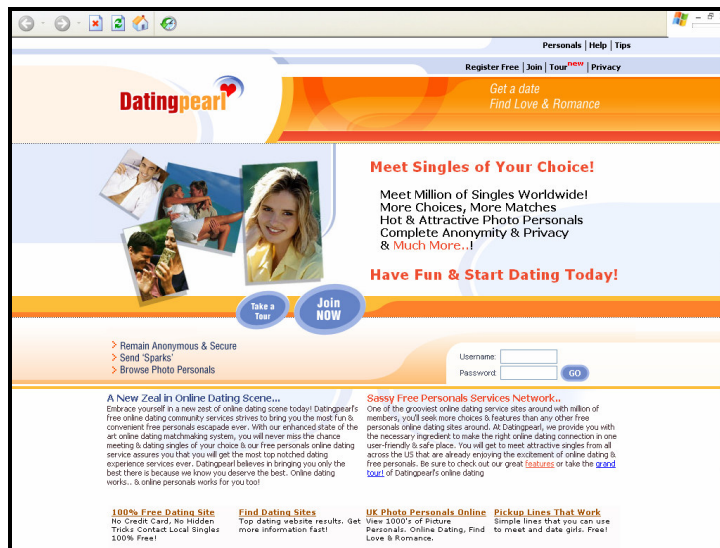 Personals | Help | Tips
Register Free | Join | Tour new | Privacy
Datingpearl
Get a date
Find Love & Romance
Meet Singles of Your Choice!
Meet Million of Singles Worldwide!
More Choices, More Matches
Hot & Attractive Photo Personals
Complete Anonymity & Privacy
& Much More..!
Have Fun & Start Dating Today!
Take a
Tour
Join
NOW
> Remain Anonymous & Secure
> Send 'Sparks'
> Browse Photo Personals
Username:
Password:
GO
A New Zeal in Online Dating Scene...
Embrace yourself in a new zest of online dating scene today! Datingpearl's
free online dating community services strives to bring you the most fun &
convenient free personals escapade ever. With our enhanced state of the
art online dating matchmaking system, you will never miss the chance
meeting & dating singles of your choice & our free personals online dating
service assures you that you will get the most top notched dating
experience services ever. Datingpearl believes in bringing you only the
best there is because we know you deserve the best. Online dating
works.. & online personals works for you too!
Sassy Free Personals Services Network..
One of the grooviest online dating service sites around with million of
members, you'll seek more choices & features than any other free
personals online dating sites around. At Datingpearl, we provide you with
the necessary ingredient to make the right online dating connection in one
user-friendly & safe place. You will get to meet attractive singles from all
across the US that are already enjoying the excitement of online dating &
free personals. Be sure to check out our great features or take the grand
tour! of Datingpearl's online dating
100% Free Dating Site
No Credit Card, No Hidden
Tricks Contact Local Singles
100% Free!
Find Dating Sites
Top dating website results. Get
more information fast!
UK Photo Personals Online
View 1000's of Picture
Personals. Online Dating, Find
Love & Romance.
Pickup Lines That Work
Simple lines that you can use
to meet and date girls. Free!